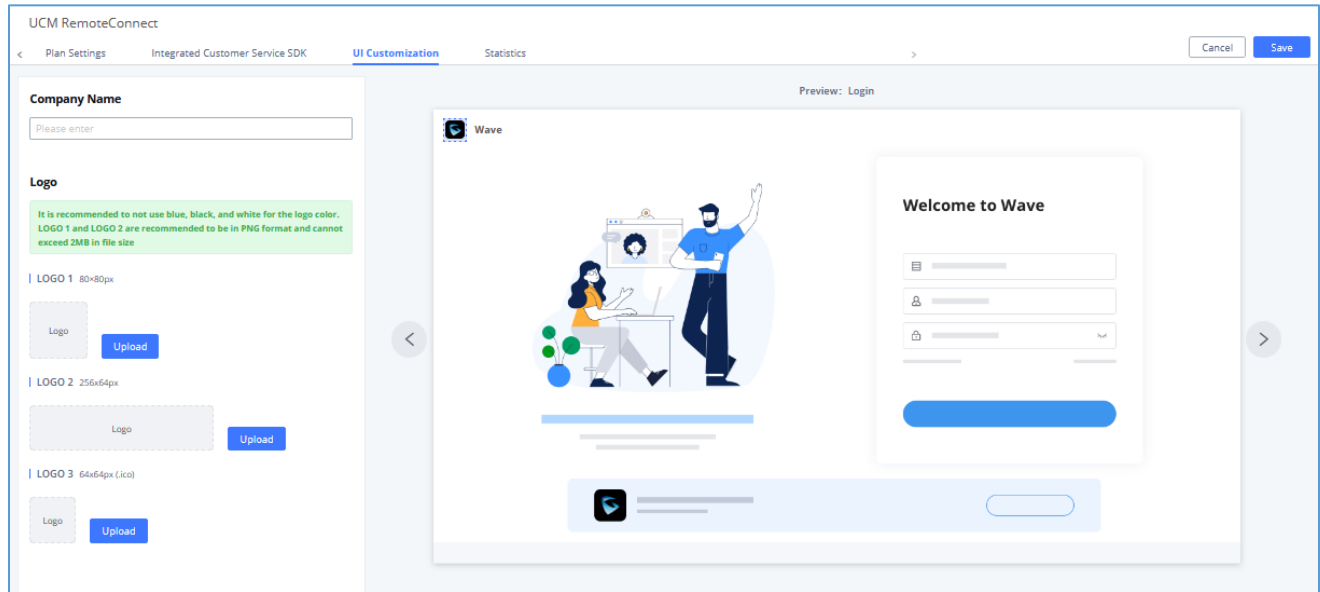 UCM RemoteConnect
Plan Settings
Integrated Customer Service SDK
UI Customization
Statistics
Cancel
Save
Company Name
Please enter
Logo
It is recommended to not use blue, black, and white for the logo color.
LOGO 1 and LOGO 2 are recommended to be in PNG format and cannot
exceed 2MB in file size
LOGO 1 80×80px
Logo
Upload
LOGO 2 256x64px
Logo
Upload
LOGO 3 64x64px (.ico)
Logo
Upload
Preview: Login
Wave
Welcome to Wave